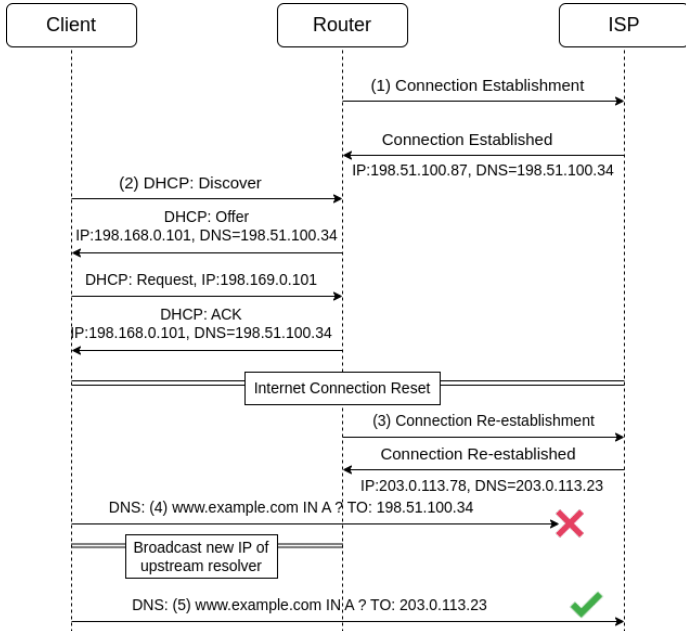 Client
Router
ISP
(1) Connection Establishment
Connection Established
IP:198.51.100.87, DNS=198.51.100.34
(2) DHCP: Discover
DHCP: Offer
IP:198.168.0.101, DNS=198.51.100.34
DHCP: Request, IP:198.169.0.101
DHCP: ACK
IP:198.168.0.101, DNS=198.51.100.34
Internet Connection Reset
(3) Connection Re-establishment
Connection Re-established
IP:203.0.113.78, DNS=203.0.113.23
DNS: (4) www.example.com IN A ? TO: 198.51.100.34
Broadcast new IP of
upstream resolver
DNS: (5) www.example.com IN A ? TO: 203.0.113.23